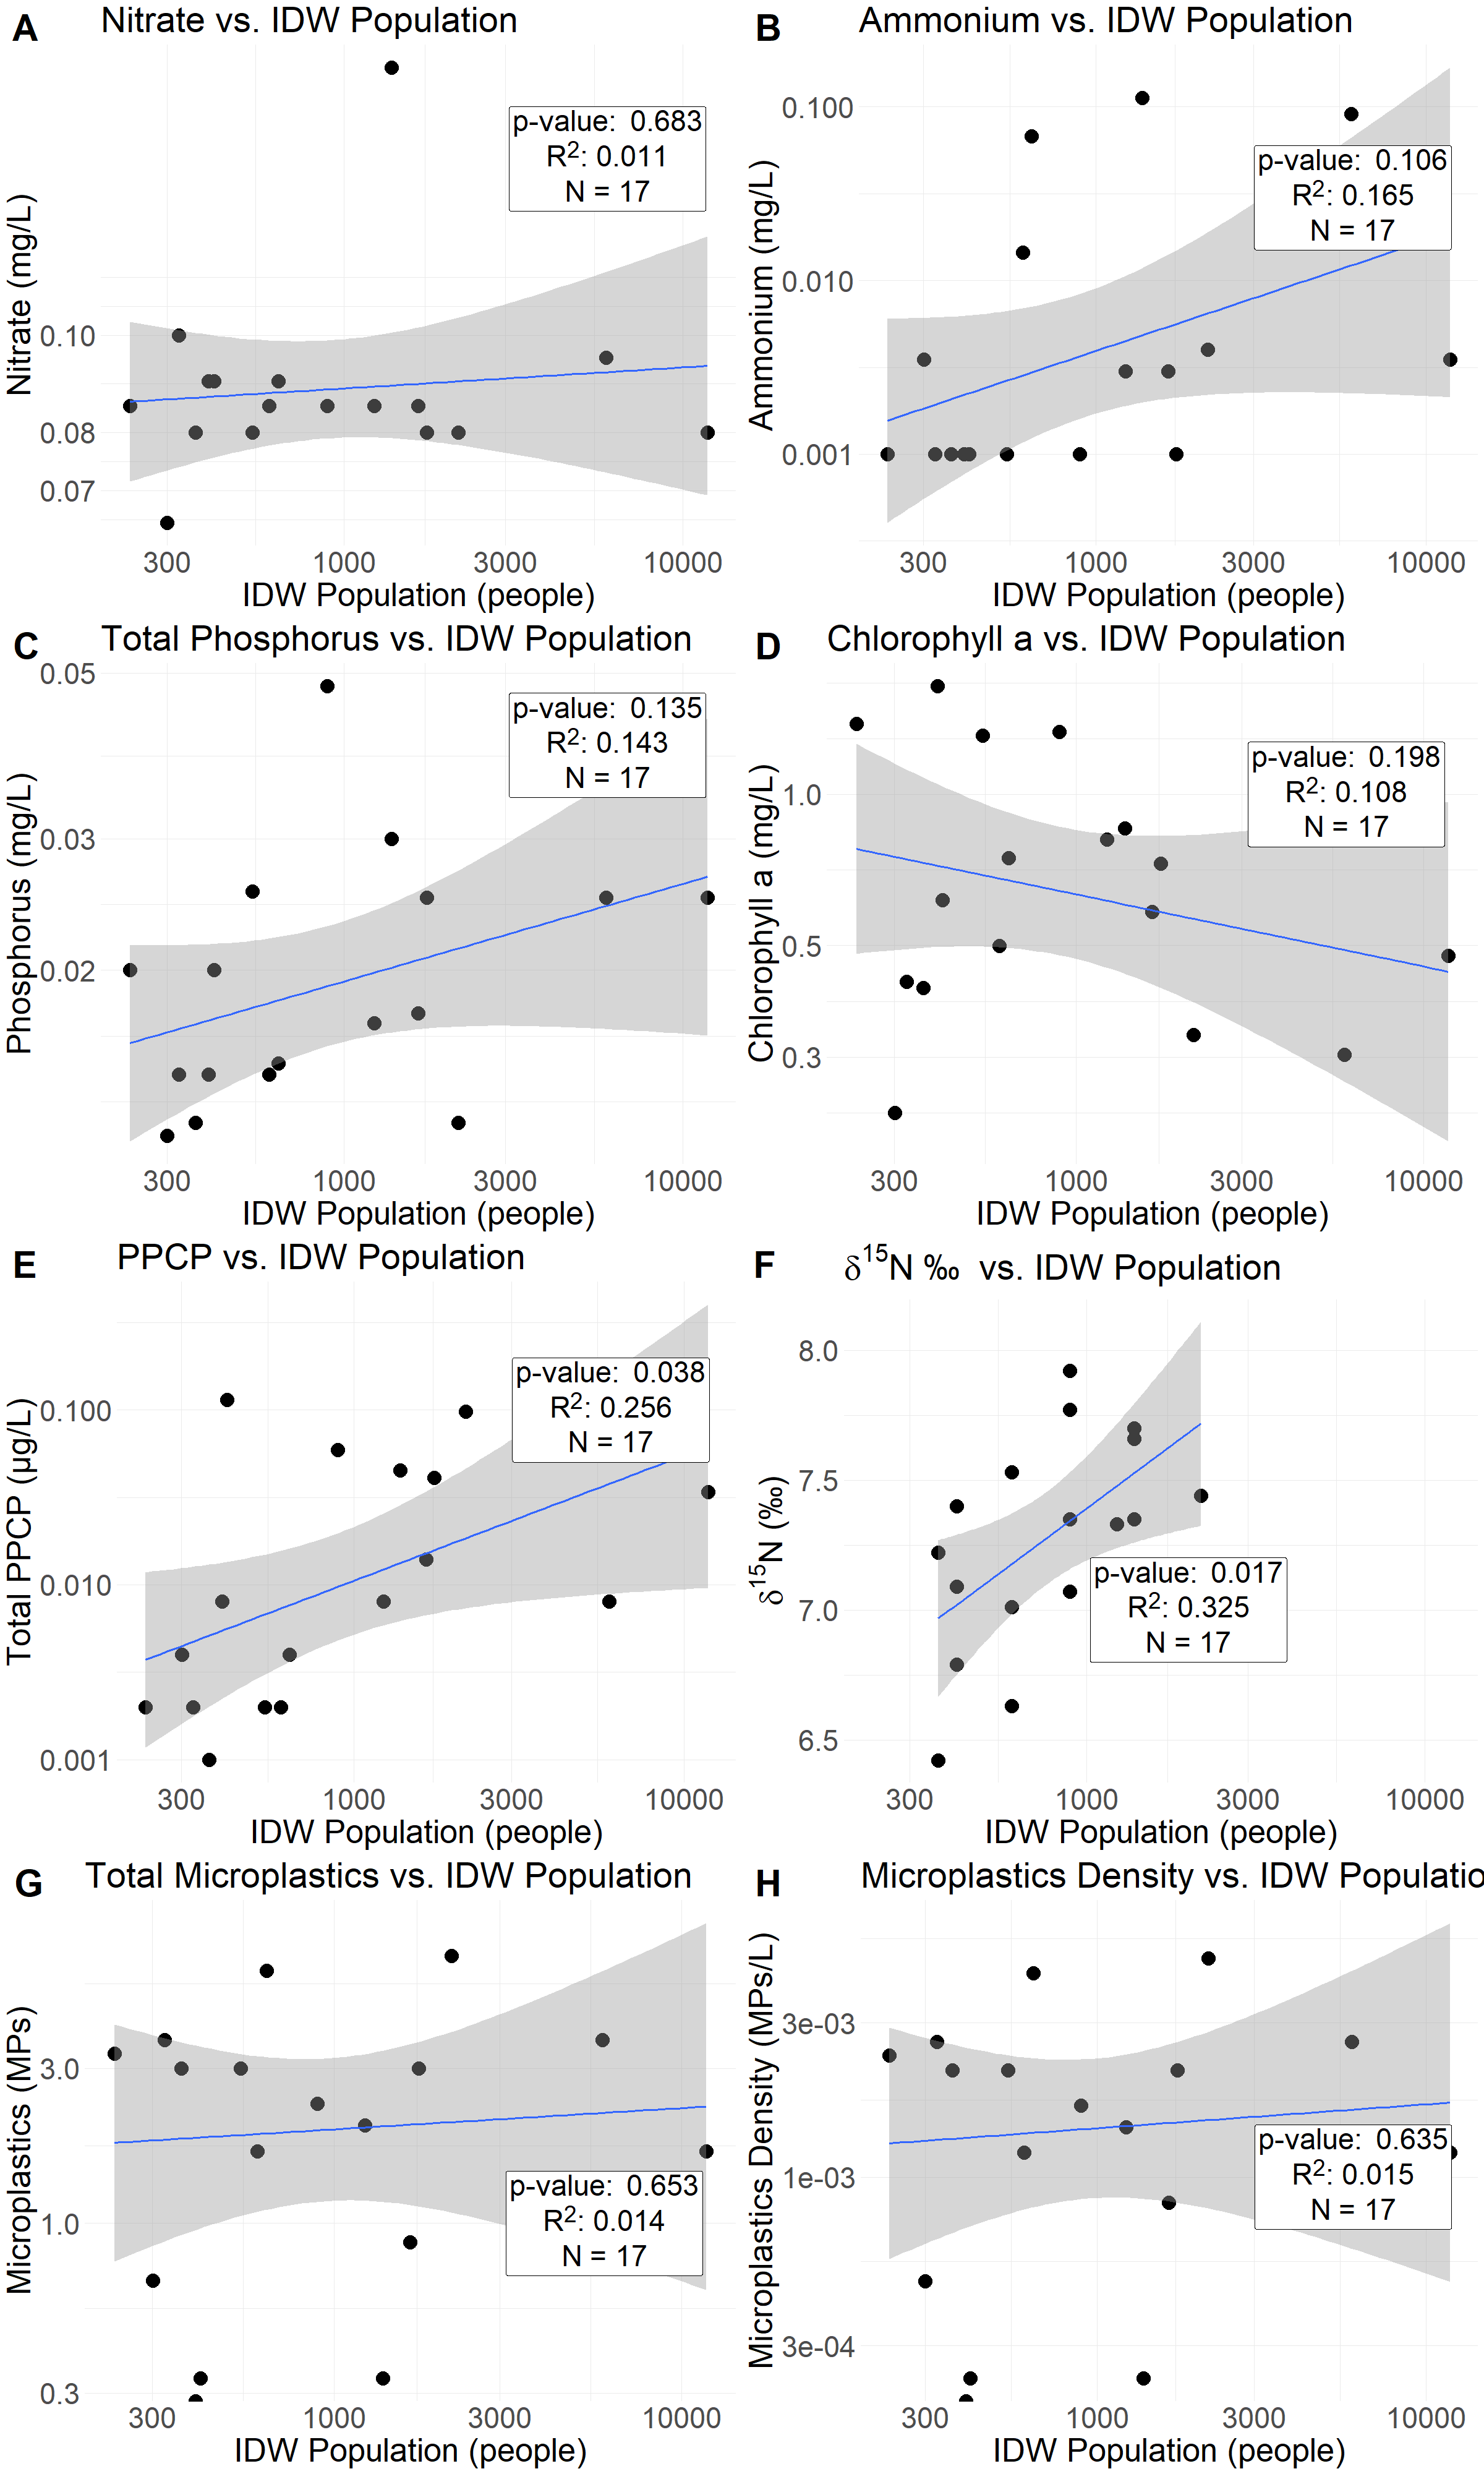 A
Nitrate vs. IDW Population
p-value: 0.683
R²: 0.011
N = 17
Nitrate (mg/L)
0.10
0.08
0.07
300 1000 3000 10000
IDW Population (people)
B
Ammonium vs. IDW Population
p-value: 0.106
R²: 0.165
N = 17
Ammonium (mg/L)
0.100
0.010
0.001
300 1000 3000 10000
IDW Population (people)
C
Total Phosphorus vs. IDW Population
p-value: 0.135
R²: 0.143
N = 17
Phosphorus (mg/L)
0.05
0.03
0.02
300 1000 3000 10000
IDW Population (people)
D
Chlorophyll a vs. IDW Population
p-value: 0.198
R²: 0.108
N = 17
Chlorophyll a (mg/L)
1.0
0.5
0.3
300 1000 3000 10000
IDW Population (people)
E
PPCP vs. IDW Population
p-value: 0.038
R²: 0.256
N = 17
Total PPCP (µg/L)
0.100
0.010
0.001
300 1000 3000 10000
IDW Population (people)
F
δ¹⁵N ‰ vs. IDW Population
p-value: 0.017
R²: 0.325
N = 17
δ¹⁵N (‰)
8.0
7.5
7.0
6.5
300 1000 3000 10000
IDW Population (people)
G
Total Microplastics vs. IDW Population
p-value: 0.653
R²: 0.014
N = 17
Microplastics (MPs)
3.0
1.0
0.3
300 1000 3000 10000
IDW Population (people)
H
Microplastics Density vs. IDW Populatio
p-value: 0.635
R²: 0.015
N = 17
Microplastics Density (MPs/L)
3e-03
1e-03
3e-04
300 1000 3000 10000
IDW Population (people)